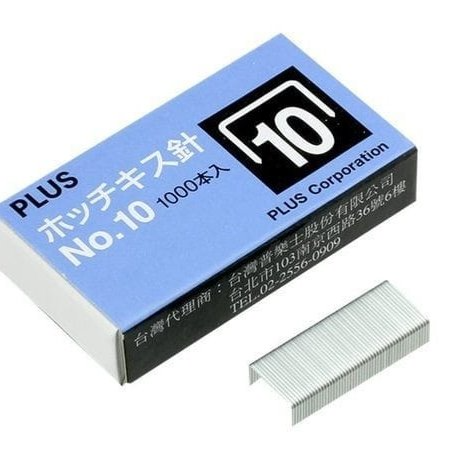 PLUS
ホッチキス針
No.10 1000本入
10
PLUS Corporation
台灣代理商：台灣普樂士股份有限公司
台北市103南京西路36號6樓
TEL.02-2556-0909